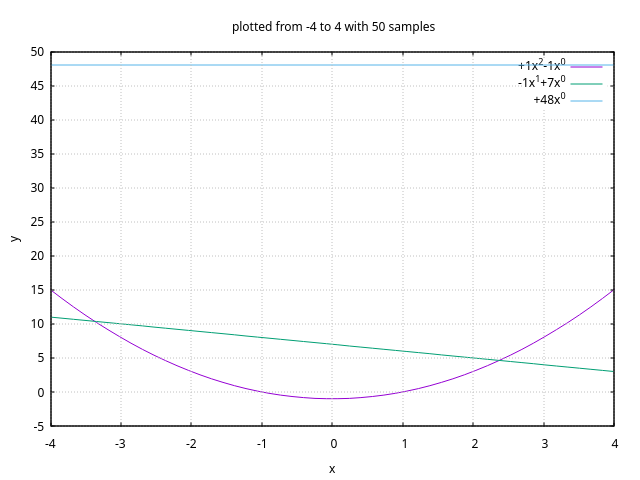 plotted from -4 to 4 with 50 samples
50
45
40
35
30
25
20
15
10
5
0
-5
y
+1x²-1x⁰
-1x¹+7x⁰
+48x⁰
-4 -3 -2 -1 0 1 2 3 4
x